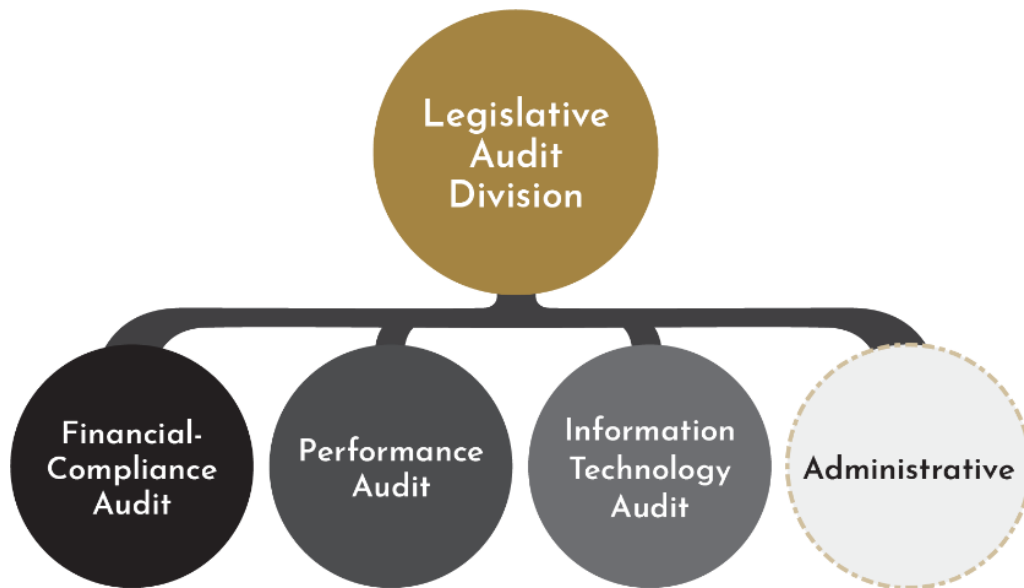 Legislative
Audit
Division
Financial-
Compliance
Audit
Performance
Audit
Information
Technology
Audit
Administrative